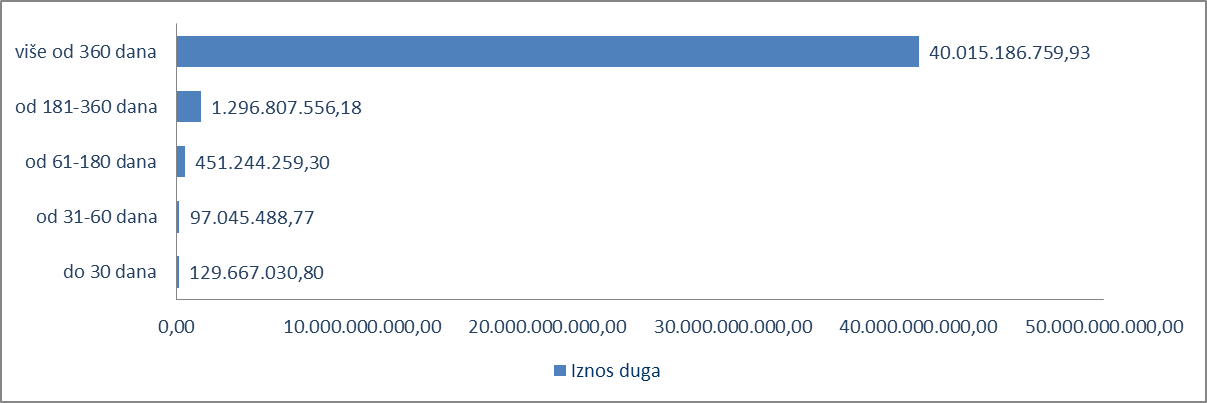 više od 360 dana 40.015.186.759,93
od 181-360 dana 1.296.807.556,18
od 61-180 dana 451.244.259,30
od 31-60 dana 97.045.488,77
do 30 dana 129.667.030,80
0,00 10.000.000.000,00 20.000.000.000,00 30.000.000.000,00 40.000.000.000,00 50.000.000.000,00
Iznos duga